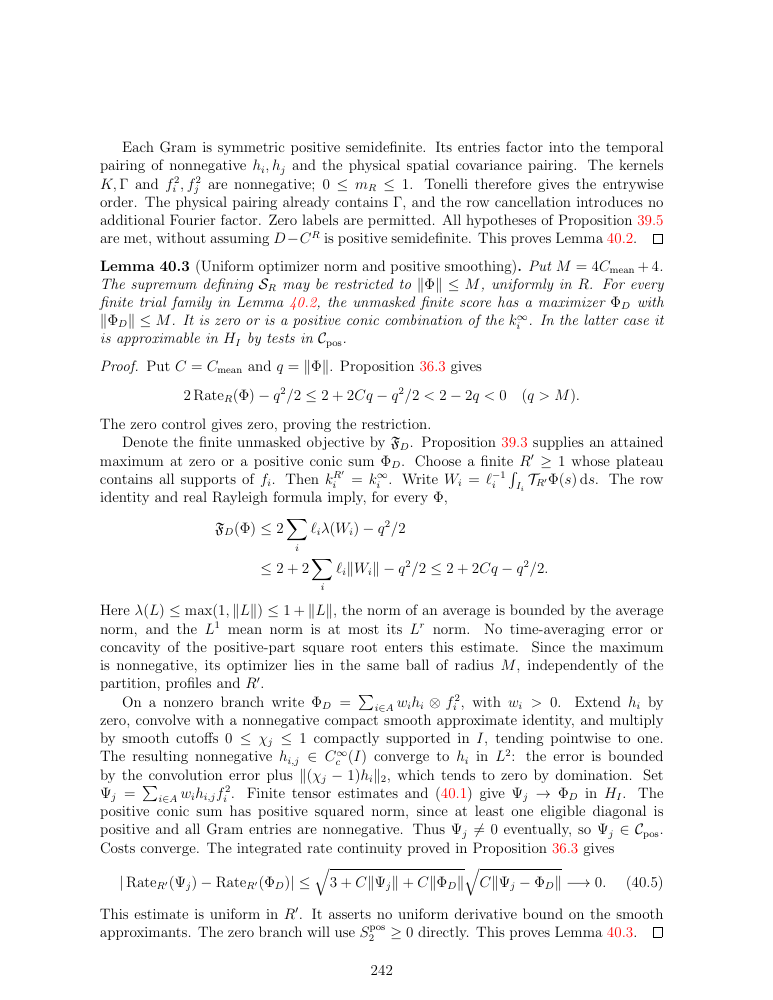 Each Gram is symmetric positive semidefinite. Its entries factor into the temporal
pairing of nonnegative h_i, h_j and the physical spatial covariance pairing. The kernels
K, Γ and f_i^2, f_j^2 are nonnegative; 0 ≤ m_R ≤ 1. Tonelli therefore gives the entrywise
order. The physical pairing already contains Γ, and the row cancellation introduces no
additional Fourier factor. Zero labels are permitted. All hypotheses of Proposition 39.5
are met, without assuming D−C^R is positive semidefinite. This proves Lemma 40.2. □
Lemma 40.3 (Uniform optimizer norm and positive smoothing). Put M = 4C_mean + 4.
The supremum defining S_R may be restricted to ‖Φ‖ ≤ M, uniformly in R. For every
finite trial family in Lemma 40.2, the unmasked finite score has a maximizer Φ_D with
‖Φ_D‖ ≤ M. It is zero or is a positive conic combination of the k_i^∞. In the latter case it
is approximable in H_I by tests in C_pos.
Proof. Put C = C_mean and q = ‖Φ‖. Proposition 36.3 gives
2 Rate_R(Φ) − q^2/2 ≤ 2 + 2Cq − q^2/2 < 2 − 2q < 0 (q > M).
The zero control gives zero, proving the restriction.
Denote the finite unmasked objective by 𝔉_D. Proposition 39.3 supplies an attained
maximum at zero or a positive conic sum Φ_D. Choose a finite R′ ≥ 1 whose plateau
contains all supports of f_i. Then k_i^{R′} = k_i^∞. Write W_i = ℓ_i^{−1} ∫_{I_i} T_{R′}Φ(s) ds. The row
identity and real Rayleigh formula imply, for every Φ,
𝔉_D(Φ) ≤ 2 ∑_i ℓ_i λ(W_i) − q^2/2
≤ 2 + 2 ∑_i ℓ_i‖W_i‖ − q^2/2 ≤ 2 + 2Cq − q^2/2.
Here λ(L) ≤ max(1, ‖L‖) ≤ 1 + ‖L‖, the norm of an average is bounded by the average
norm, and the L^1 mean norm is at most its L^r norm. No time-averaging error or
concavity of the positive-part square root enters this estimate. Since the maximum
is nonnegative, its optimizer lies in the same ball of radius M, independently of the
partition, profiles and R′.
On a nonzero branch write Φ_D = ∑_{i∈A} w_i h_i ⊗ f_i^2, with w_i > 0. Extend h_i by
zero, convolve with a nonnegative compact smooth approximate identity, and multiply
by smooth cutoffs 0 ≤ χ_j ≤ 1 compactly supported in I, tending pointwise to one.
The resulting nonnegative h_{i,j} ∈ C_c^∞(I) converge to h_i in L^2: the error is bounded
by the convolution error plus ‖(χ_j − 1)h_i‖_2, which tends to zero by domination. Set
Ψ_j = ∑_{i∈A} w_i h_{i,j} f_i^2. Finite tensor estimates and (40.1) give Ψ_j → Φ_D in H_I. The
positive conic sum has positive squared norm, since at least one eligible diagonal is
positive and all Gram entries are nonnegative. Thus Ψ_j ≠ 0 eventually, so Ψ_j ∈ C_pos.
Costs converge. The integrated rate continuity proved in Proposition 36.3 gives
| Rate_{R′}(Ψ_j) − Rate_{R′}(Φ_D)| ≤ √(3 + C‖Ψ_j‖ + C‖Φ_D‖) √(C‖Ψ_j − Φ_D‖) ⟶ 0. (40.5)
This estimate is uniform in R′. It asserts no uniform derivative bound on the smooth
approximants. The zero branch will use S_2^pos ≥ 0 directly. This proves Lemma 40.3. □
242